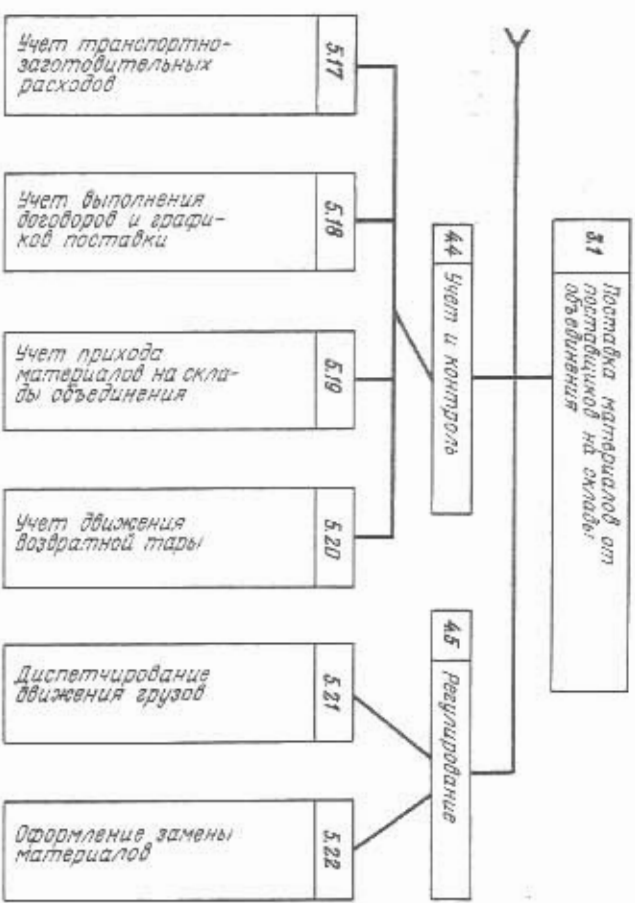 3.1
Поставка материалов от
поставщиков на склады
объединения
4.4
Учет и контроль
4.5
Регулирование
5.17
Учет транспортно-
заготовительных
расходов
5.18
Учет выполнения
договоров и графи-
ков поставки
5.19
Учет прихода
материалов на скла-
ды объединения
5.20
Учет движения
возвратной тары
5.21
Диспетчирование
движения грузов
5.22
Оформление замены
материалов